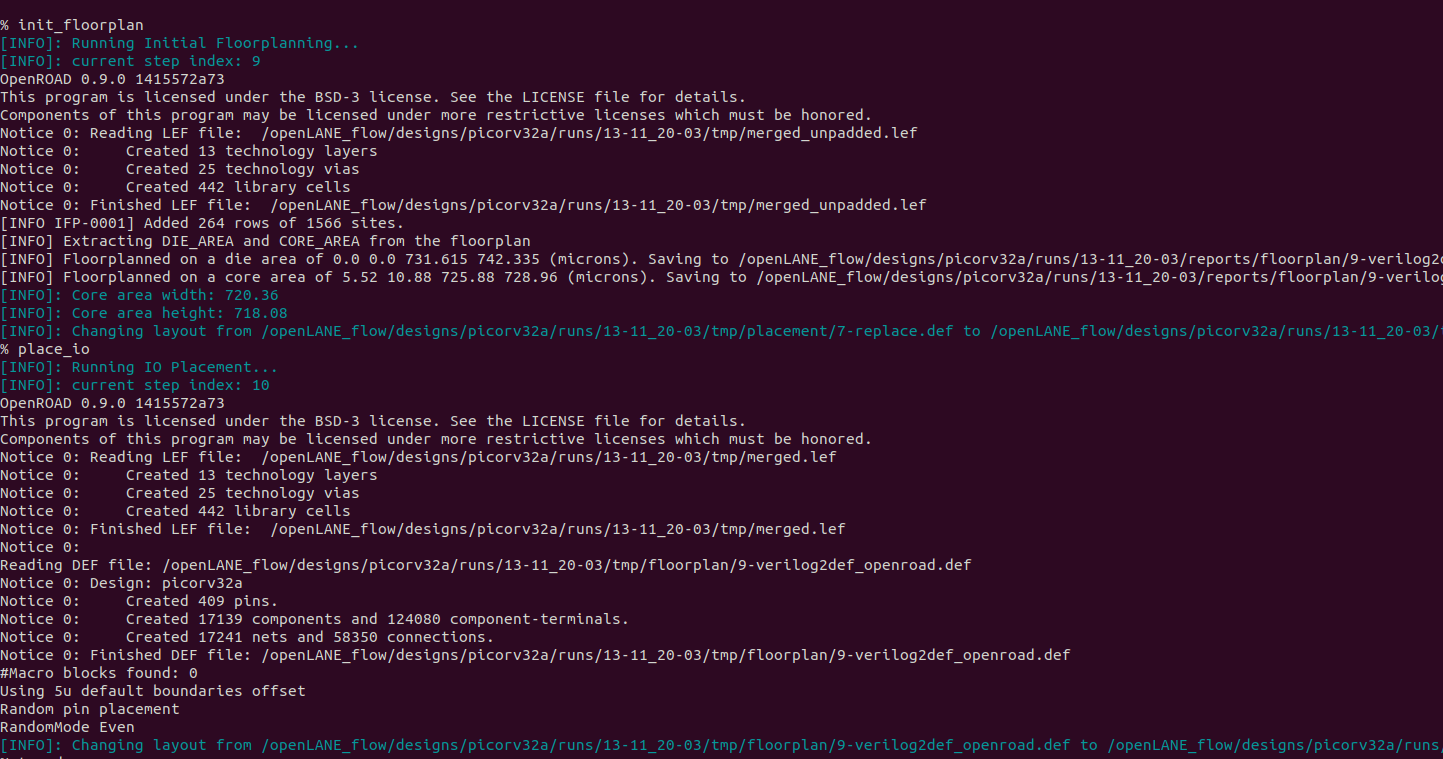 % init_floorplan
[INFO]: Running Initial Floorplanning...
[INFO]: current step index: 9
OpenROAD 0.9.0 1415572a73
This program is licensed under the BSD-3 license. See the LICENSE file for details.
Components of this program may be licensed under more restrictive licenses which must be honored.
Notice 0: Reading LEF file:  /openLANE_flow/designs/picorv32a/runs/13-11_20-03/tmp/merged_unpadded.lef
Notice 0:     Created 13 technology layers
Notice 0:     Created 25 technology vias
Notice 0:     Created 442 library cells
Notice 0: Finished LEF file:  /openLANE_flow/designs/picorv32a/runs/13-11_20-03/tmp/merged_unpadded.lef
[INFO IFP-0001] Added 264 rows of 1566 sites.
[INFO] Extracting DIE_AREA and CORE_AREA from the floorplan
[INFO] Floorplanned on a die area of 0.0 0.0 731.615 742.335 (microns). Saving to /openLANE_flow/designs/picorv32a/runs/13-11_20-03/reports/floorplan/9-verilog2
[INFO] Floorplanned on a core area of 5.52 10.88 725.88 728.96 (microns). Saving to /openLANE_flow/designs/picorv32a/runs/13-11_20-03/reports/floorplan/9-verilog
[INFO]: Core area width: 720.36
[INFO]: Core area height: 718.08
[INFO]: Changing layout from /openLANE_flow/designs/picorv32a/runs/13-11_20-03/tmp/placement/7-replace.def to /openLANE_flow/designs/picorv32a/runs/13-11_20-03/
% place_io
[INFO]: Running IO Placement...
[INFO]: current step index: 10
OpenROAD 0.9.0 1415572a73
This program is licensed under the BSD-3 license. See the LICENSE file for details.
Components of this program may be licensed under more restrictive licenses which must be honored.
Notice 0: Reading LEF file:  /openLANE_flow/designs/picorv32a/runs/13-11_20-03/tmp/merged.lef
Notice 0:     Created 13 technology layers
Notice 0:     Created 25 technology vias
Notice 0:     Created 442 library cells
Notice 0: Finished LEF file:  /openLANE_flow/designs/picorv32a/runs/13-11_20-03/tmp/merged.lef
Notice 0:
Reading DEF file: /openLANE_flow/designs/picorv32a/runs/13-11_20-03/tmp/floorplan/9-verilog2def_openroad.def
Notice 0: Design: picorv32a
Notice 0:     Created 409 pins.
Notice 0:     Created 17139 components and 124080 component-terminals.
Notice 0:     Created 17241 nets and 58350 connections.
Notice 0: Finished DEF file: /openLANE_flow/designs/picorv32a/runs/13-11_20-03/tmp/floorplan/9-verilog2def_openroad.def
#Macro blocks found: 0
Using 5u default boundaries offset
Random pin placement
RandomMode Even
[INFO]: Changing layout from /openLANE_flow/designs/picorv32a/runs/13-11_20-03/tmp/floorplan/9-verilog2def_openroad.def to /openLANE_flow/designs/picorv32a/runs/